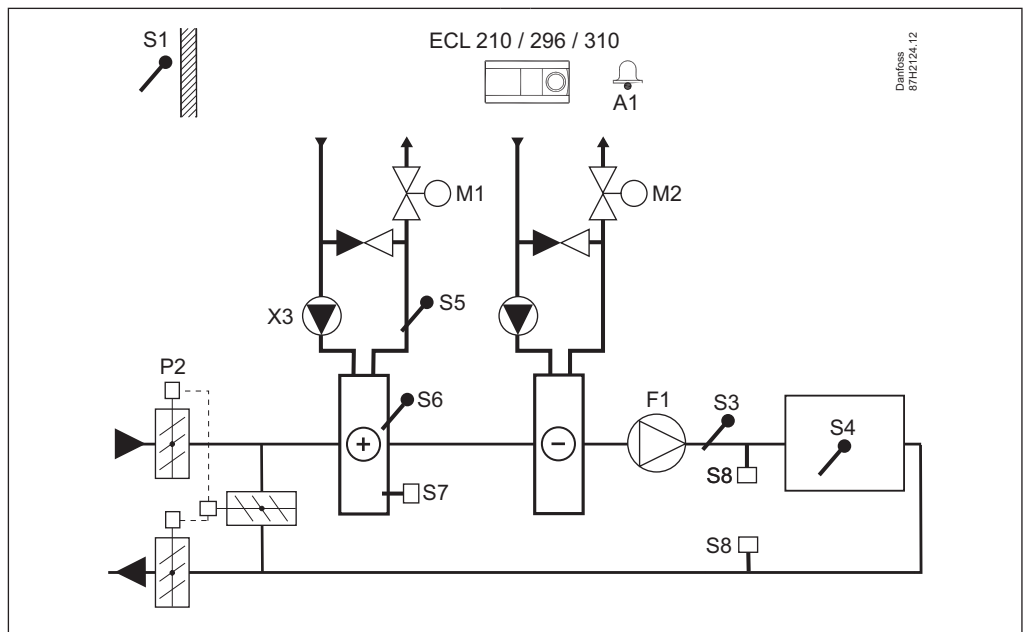 S1
ECL 210 / 296 / 310
A1
Danfoss
87H2124.12
M1
M2
S5
X3
P2
S6
F1
S3
S4
+
−
S8
S7
S8